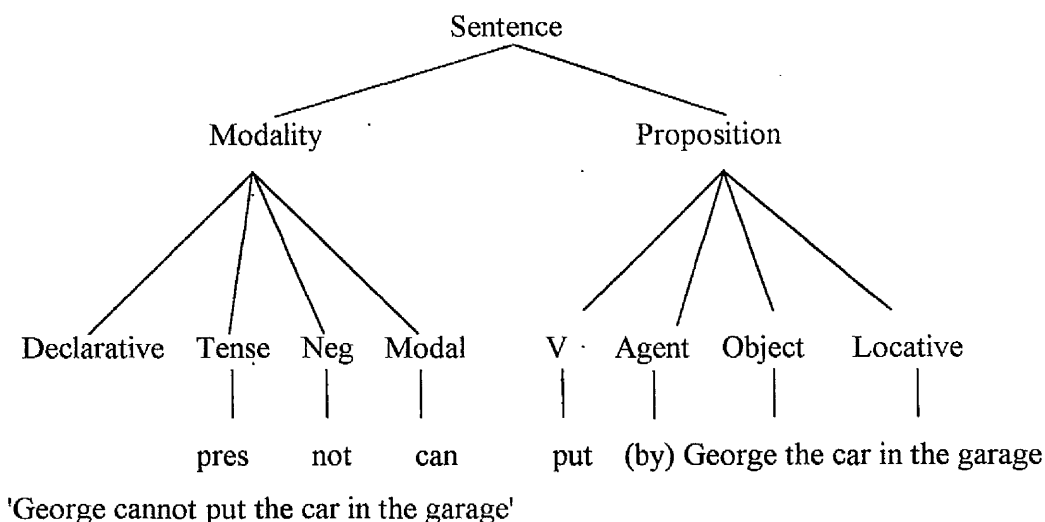 Sentence
Modality Proposition
Declarative Tense Neg Modal V Agent Object Locative
pres not can put (by) George the car in the garage
'George cannot put the car in the garage'